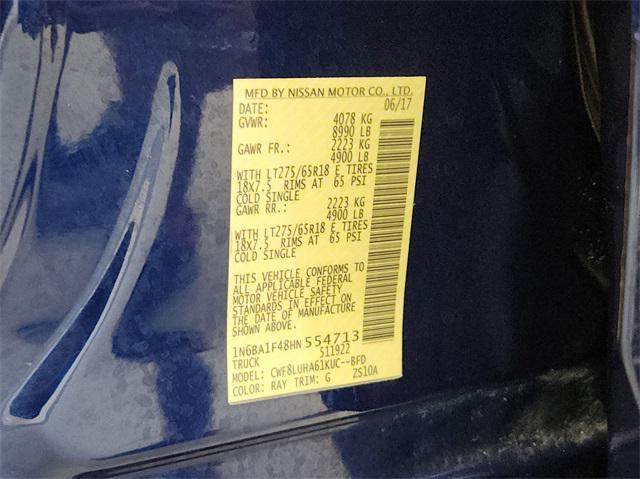 MFD BY NISSAN MOTOR CO., LTD.
DATE: 06/17
GVWR: 4078 KG
8990 LB
GAWR FR.: 2223 KG
4900 LB
WITH LT275/65R18 E TIRES
18X7.5 RIMS AT 65 PSI
COLD SINGLE
GAWR RR.: 2223 KG
4900 LB
WITH LT275/65R18 E TIRES
18X7.5 RIMS AT 65 PSI
COLD SINGLE
THIS VEHICLE CONFORMS TO
ALL APPLICABLE FEDERAL
MOTOR VEHICLE SAFETY
STANDARDS IN EFFECT ON
THE DATE OF MANUFACTURE
SHOWN ABOVE.
1N6BA1F48HN 554713
TRUCK 511922
MODEL: CWF8LUHA61KUC--BFD
COLOR: RAY TRIM: G ZS10A